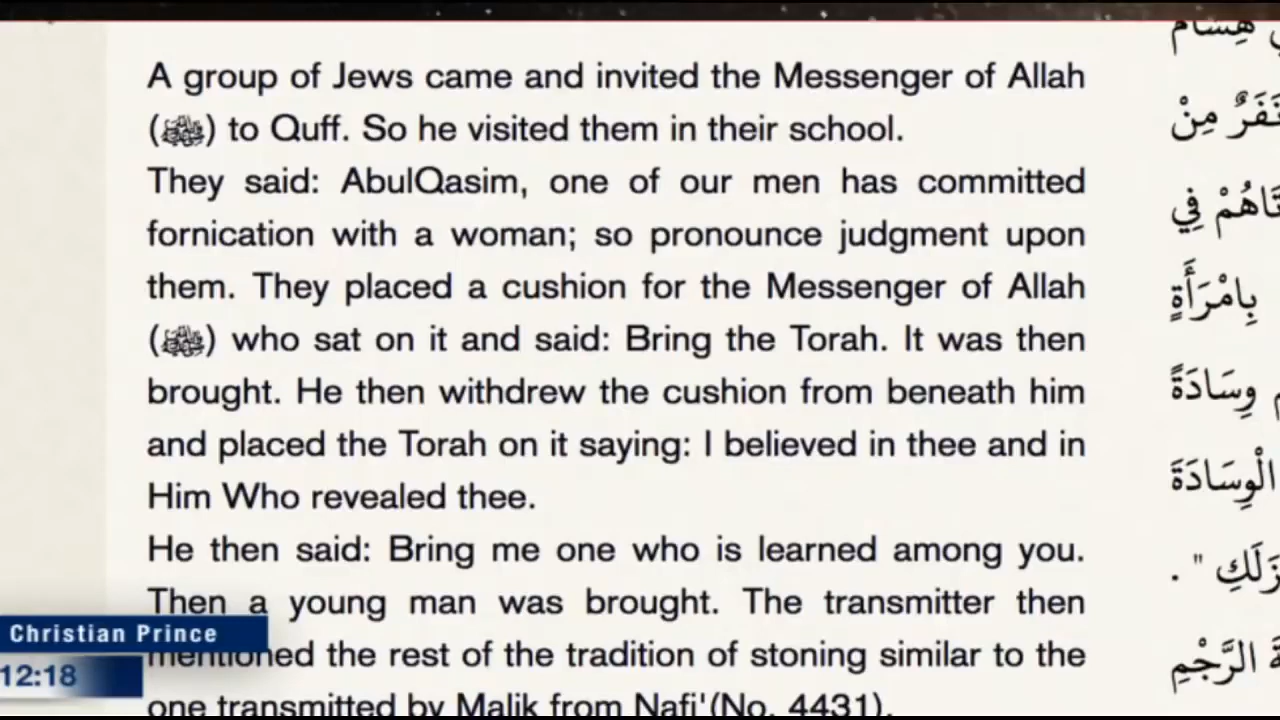 A group of Jews came and invited the Messenger of Allah
(ﷺ) to Quff. So he visited them in their school.
They said: AbulQasim, one of our men has committed
fornication with a woman; so pronounce judgment upon
them. They placed a cushion for the Messenger of Allah
(ﷺ) who sat on it and said: Bring the Torah. It was then
brought. He then withdrew the cushion from beneath him
and placed the Torah on it saying: I believed in thee and in
Him Who revealed thee.
He then said: Bring me one who is learned among you.
Then a young man was brought. The transmitter then
mentioned the rest of the tradition of stoning similar to the
one transmitted by Malik from Nafi'(No. 4431).
هِشَامُ
نَفَرٌ مِنْ
فِي
بِامْرَأَةٍ
وِسَادَةً
الْوِسَادَةَ
" .
الرَّجْمِ
Christian Prince
12:18